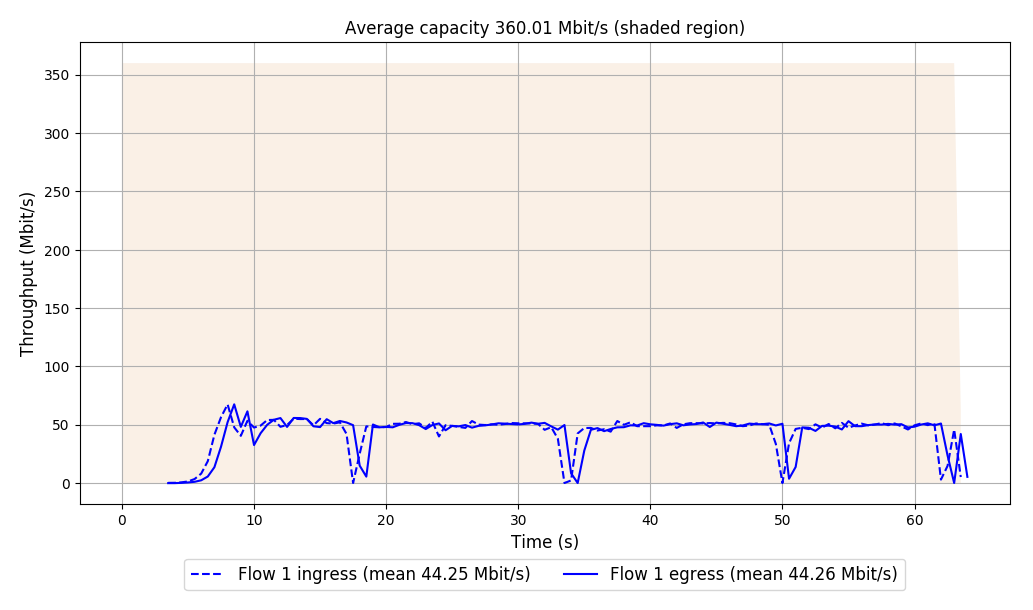 Average capacity 360.01 Mbit/s (shaded region)
Throughput (Mbit/s)
350
300
250
200
150
100
50
0
0 10 20 30 40 50 60
Time (s)
Flow 1 ingress (mean 44.25 Mbit/s) Flow 1 egress (mean 44.26 Mbit/s)